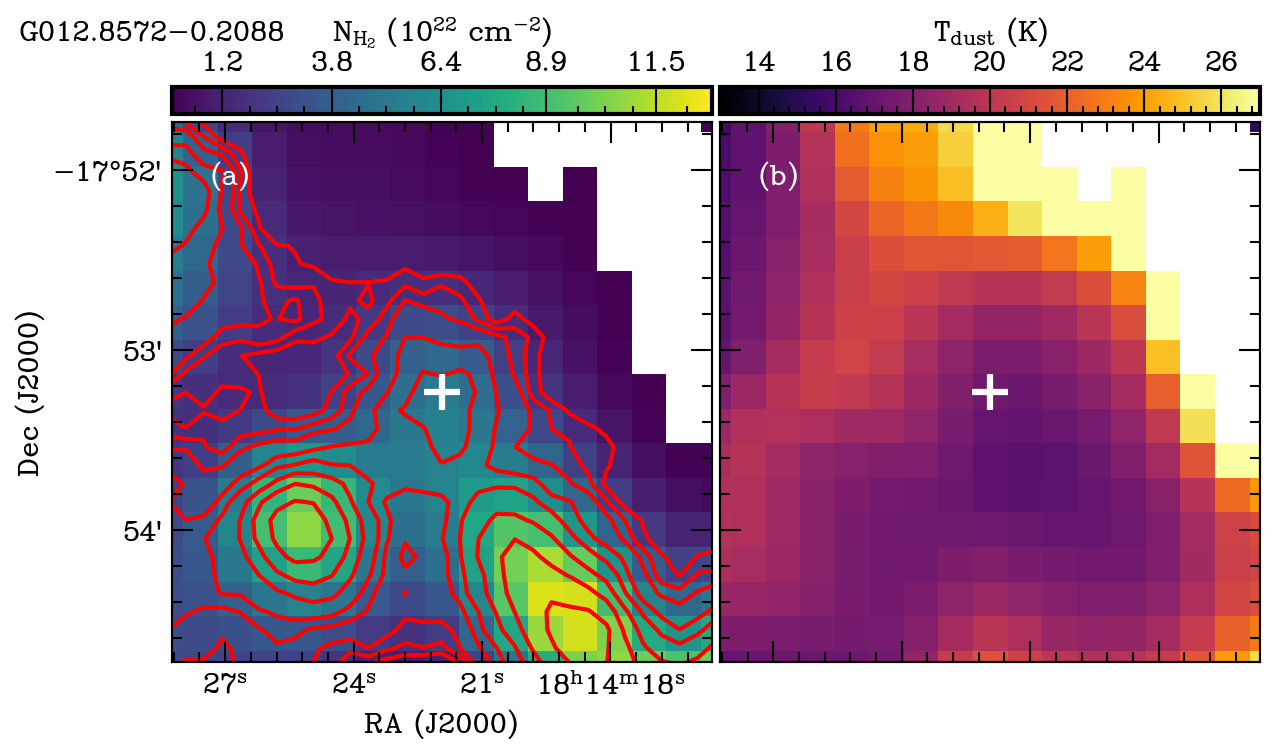 G012.8572−0.2088 N_H₂ (10²² cm⁻²) T_dust (K)
1.2 3.8 6.4 8.9 11.5 14 16 18 20 22 24 26
(a) (b)
−17°52'
53'
54'
Dec (J2000)
27ˢ 24ˢ 21ˢ 18ʰ14ᵐ18ˢ
RA (J2000)